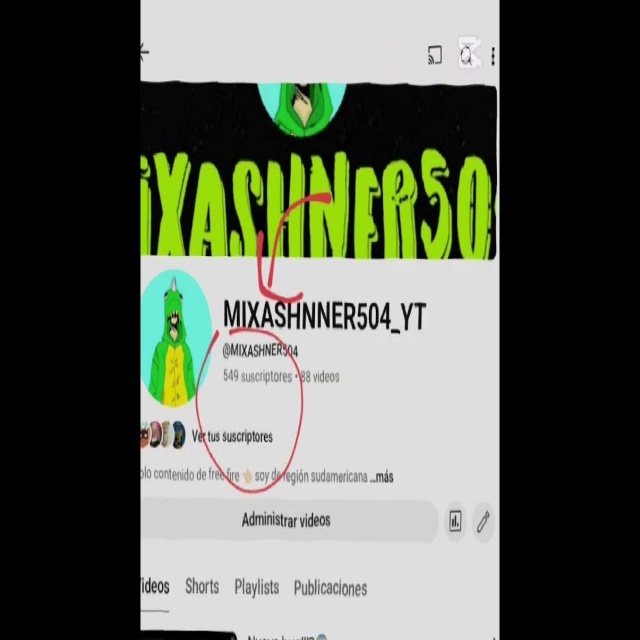 iXASHNER50
MIXASHNNER504_YT
@MIXASHNER504
549 suscriptores • 88 videos
Ver tus suscriptores
olo contenido de free fire 👈🏻 soy de región sudamericana ...más
Administrar videos
ideos Shorts Playlists Publicaciones